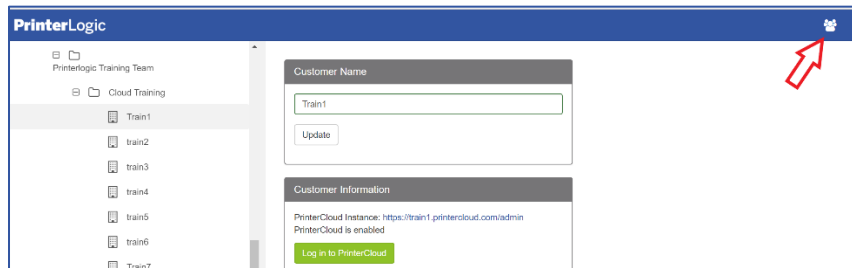 PrinterLogic
Printerlogic Training Team
Cloud Training
Train1
train2
train3
train4
train5
train6
Train7
Customer Name
Train1
Update
Customer Information
PrinterCloud Instance: https://train1.printercloud.com/admin
PrinterCloud is enabled
Log in to PrinterCloud